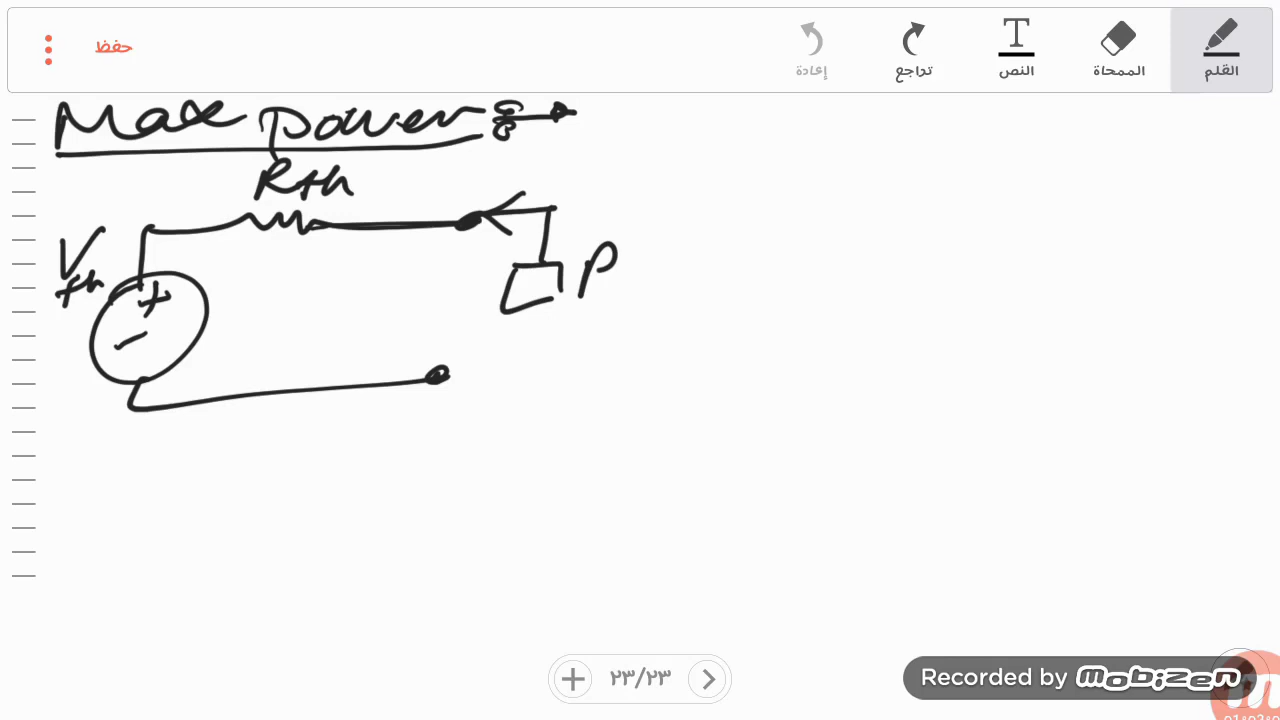 حفظ
إعادة
تراجع
T
النص
الممحاة
القلم
Max power
Rth
Vth
+
-
P
٢٣/٢٣
Recorded by mobizen